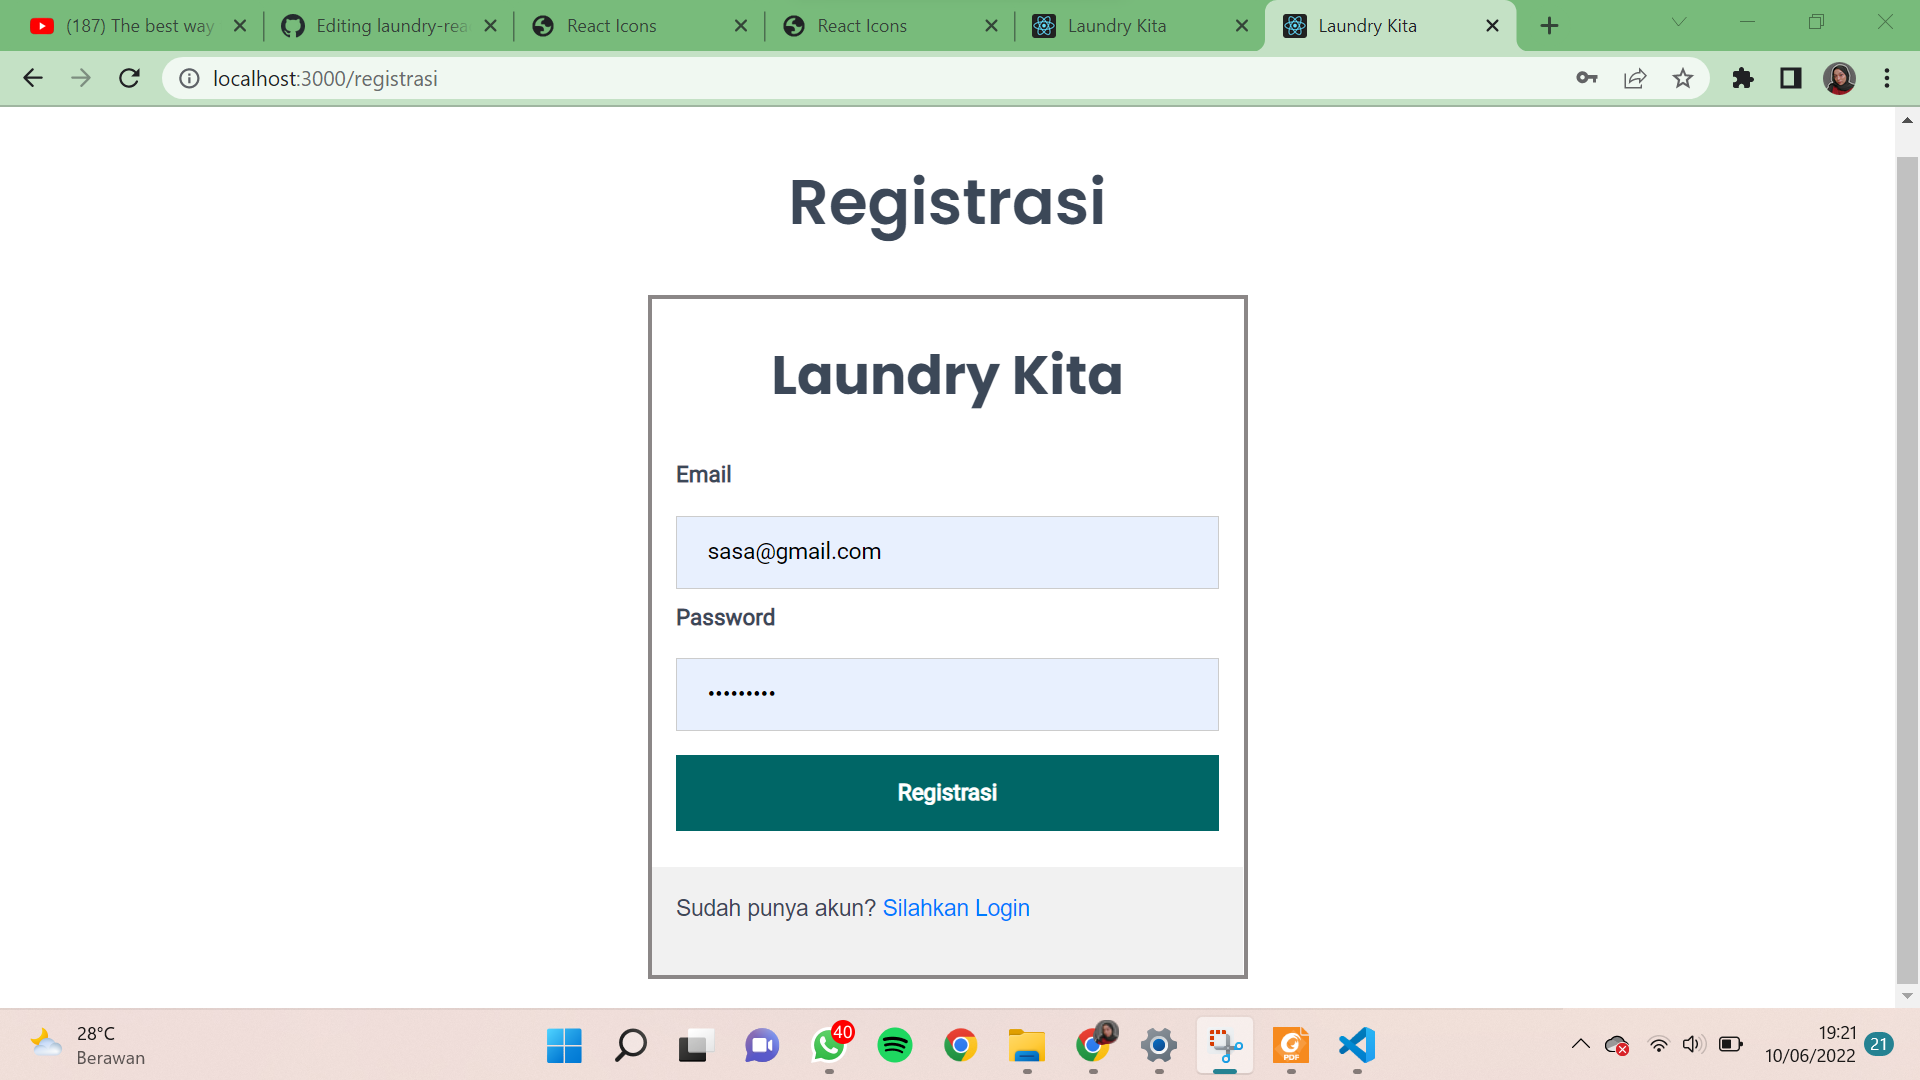 (187) The best way
Editing laundry-rea
React Icons
React Icons
Laundry Kita
Laundry Kita
localhost:3000/registrasi
Registrasi
Laundry Kita
Email
sasa@gmail.com
Password
•••••••••
Registrasi
Sudah punya akun? Silahkan Login
28°C
Berawan
40
PDF
19:21
10/06/2022
21